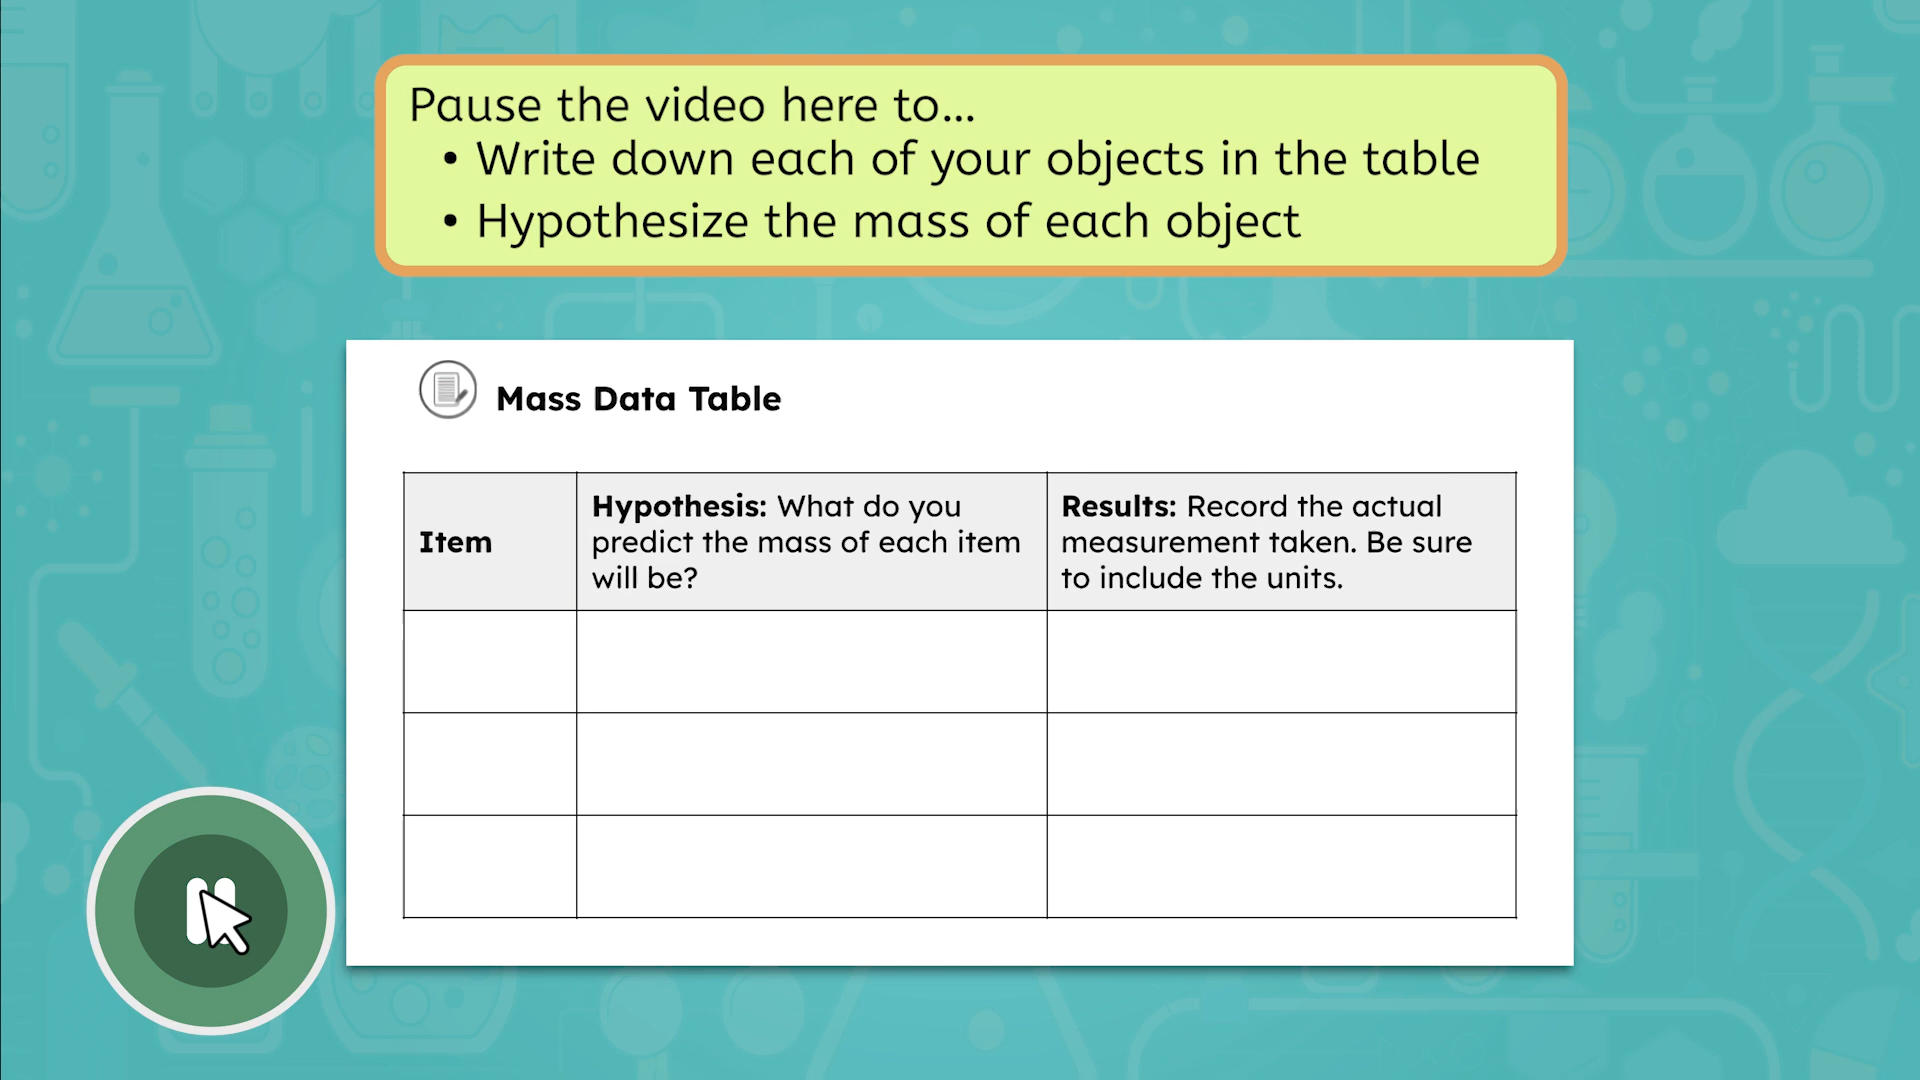 Pause the video here to...
• Write down each of your objects in the table
• Hypothesize the mass of each object
Mass Data Table
Item
Hypothesis: What do you
predict the mass of each item
will be?
Results: Record the actual
measurement taken. Be sure
to include the units.